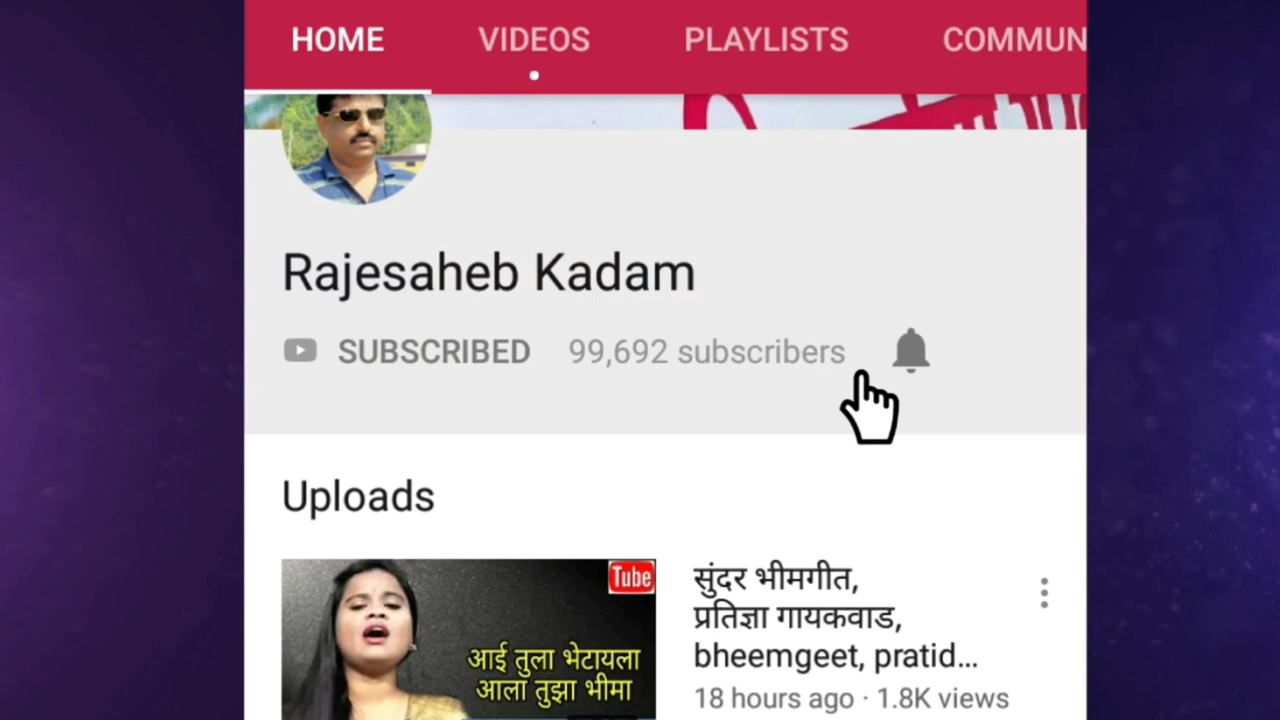 HOME VIDEOS PLAYLISTS COMMUN
Rajesaheb Kadam
SUBSCRIBED 99,692 subscribers
Uploads
Tube
आई तुला भेटायला
आला तुझा भीमा
सुंदर भीमगीत,
प्रतिज्ञा गायकवाड,
bheemgeet, pratid...
18 hours ago · 1.8K views